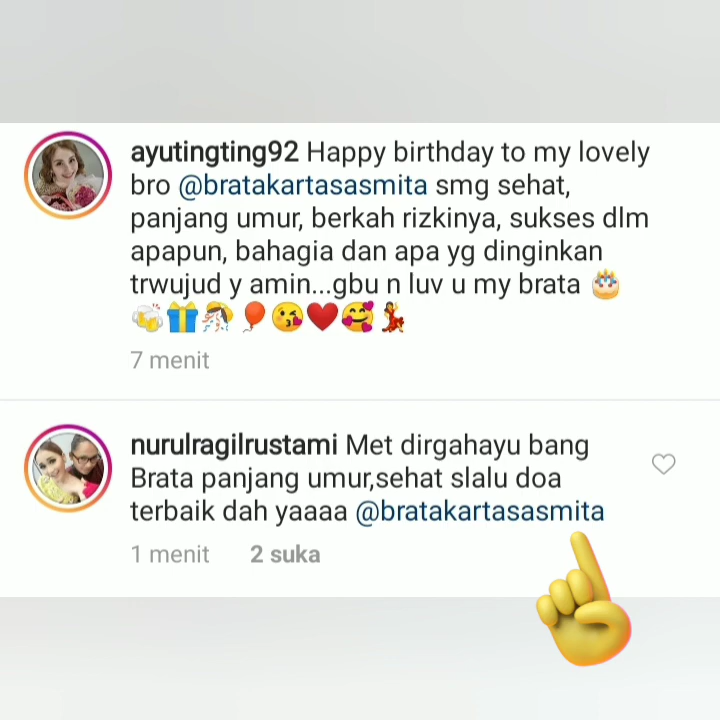 ayutingting92 Happy birthday to my lovely
bro @bratakartasasmita smg sehat,
panjang umur, berkah rizkinya, sukses dlm
apapun, bahagia dan apa yg dinginkan
trwujud y amin...gbu n luv u my brata 🎂
🍻🎁🎊🎈😘❤️🥰💃
7 menit
nurulragilrustami Met dirgahayu bang
Brata panjang umur,sehat slalu doa
terbaik dah yaaaa @bratakartasasmita
1 menit 2 suka